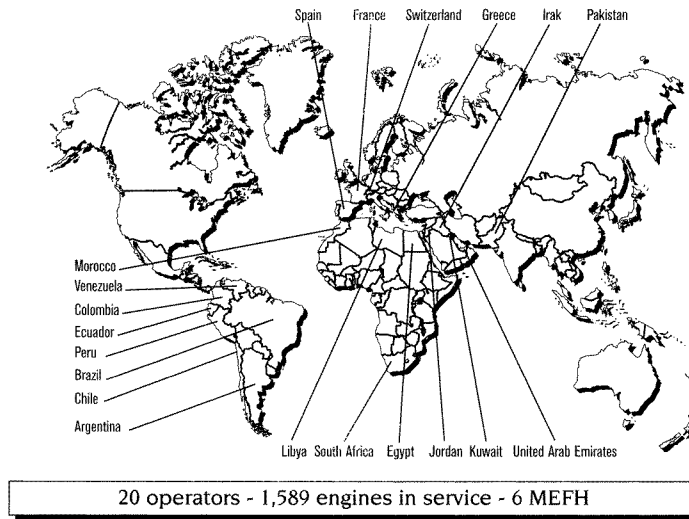 Spain France Switzerland Greece Irak Pakistan
Morocco
Venezuela
Colombia
Ecuador
Peru
Brazil
Chile
Argentina
Libya South Africa Egypt Jordan Kuwait United Arab Emirates
20 operators - 1,589 engines in service - 6 MEFH